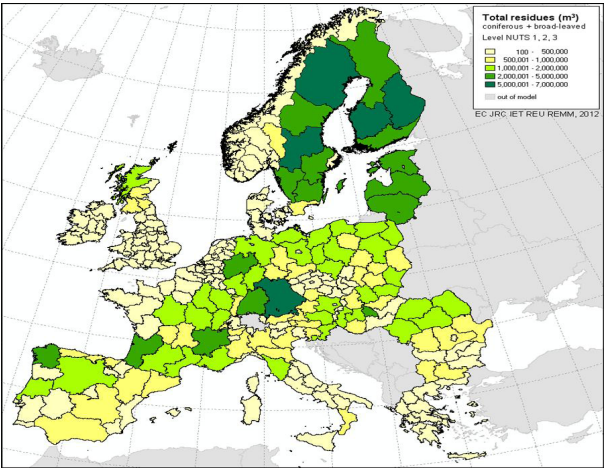 Total residues (m³)
coniferous + broad-leaved
Level NUTS 1, 2, 3
100 - 500,000
500,001 - 1,000,000
1,000,001 - 2,000,000
2,000,001 - 5,000,000
5,000,001 - 7,000,000
out of model
EC JRC IET REU REMM, 2012